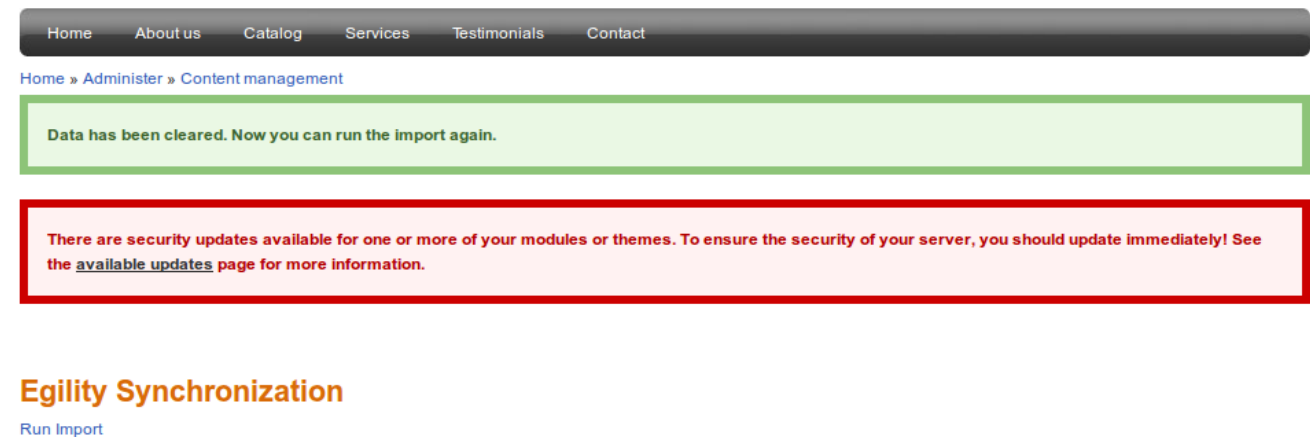 Home About us Catalog Services Testimonials Contact
Home » Administer » Content management
Data has been cleared. Now you can run the import again.
There are security updates available for one or more of your modules or themes. To ensure the security of your server, you should update immediately! See
the available updates page for more information.
Egility Synchronization
Run Import